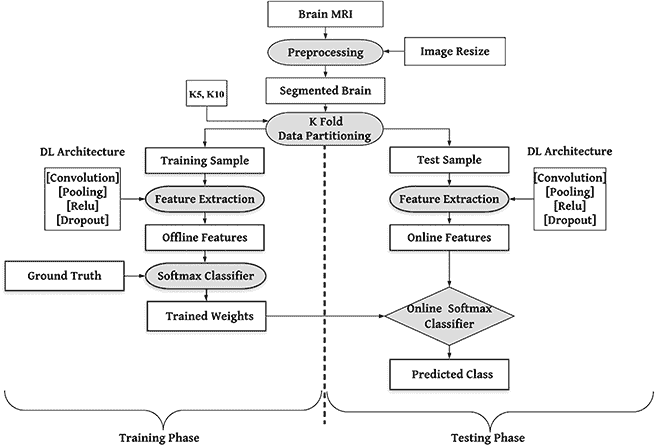 Brain MRI
Preprocessing
Image Resize
Segmented Brain
K5, K10
K Fold
Data Partitioning
DL Architecture
[Convolution]
[Pooling]
[Relu]
[Dropout]
Training Sample
Feature Extraction
Offline Features
Ground Truth
Softmax Classifier
Trained Weights
Test Sample
Feature Extraction
DL Architecture
[Convolution]
[Pooling]
[Relu]
[Dropout]
Online Features
Online Softmax
Classifier
Predicted Class
Training Phase
Testing Phase